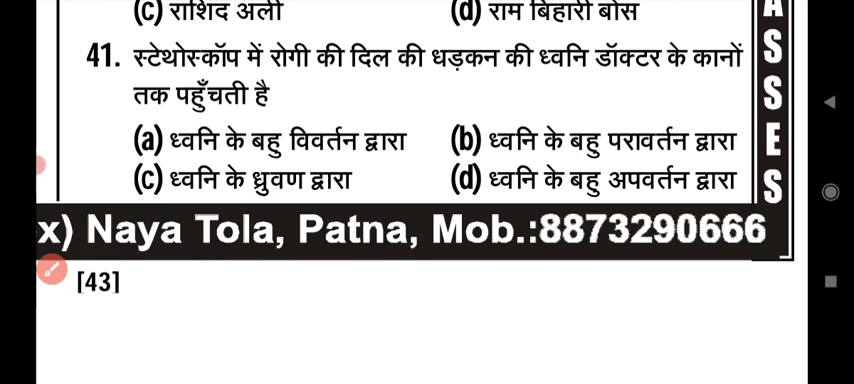 (c) राशिद अली (d) राम बिहारी बोस
41. स्टेथोस्कॉप में रोगी की दिल की धड़कन की ध्वनि डॉक्टर के कानों
तक पहुँचती है
(a) ध्वनि के बहु विवर्तन द्वारा (b) ध्वनि के बहु परावर्तन द्वारा
(c) ध्वनि के ध्रुवण द्वारा (d) ध्वनि के बहु अपवर्तन द्वारा
A
S
S
E
S
x) Naya Tola, Patna, Mob.:8873290666
[43]